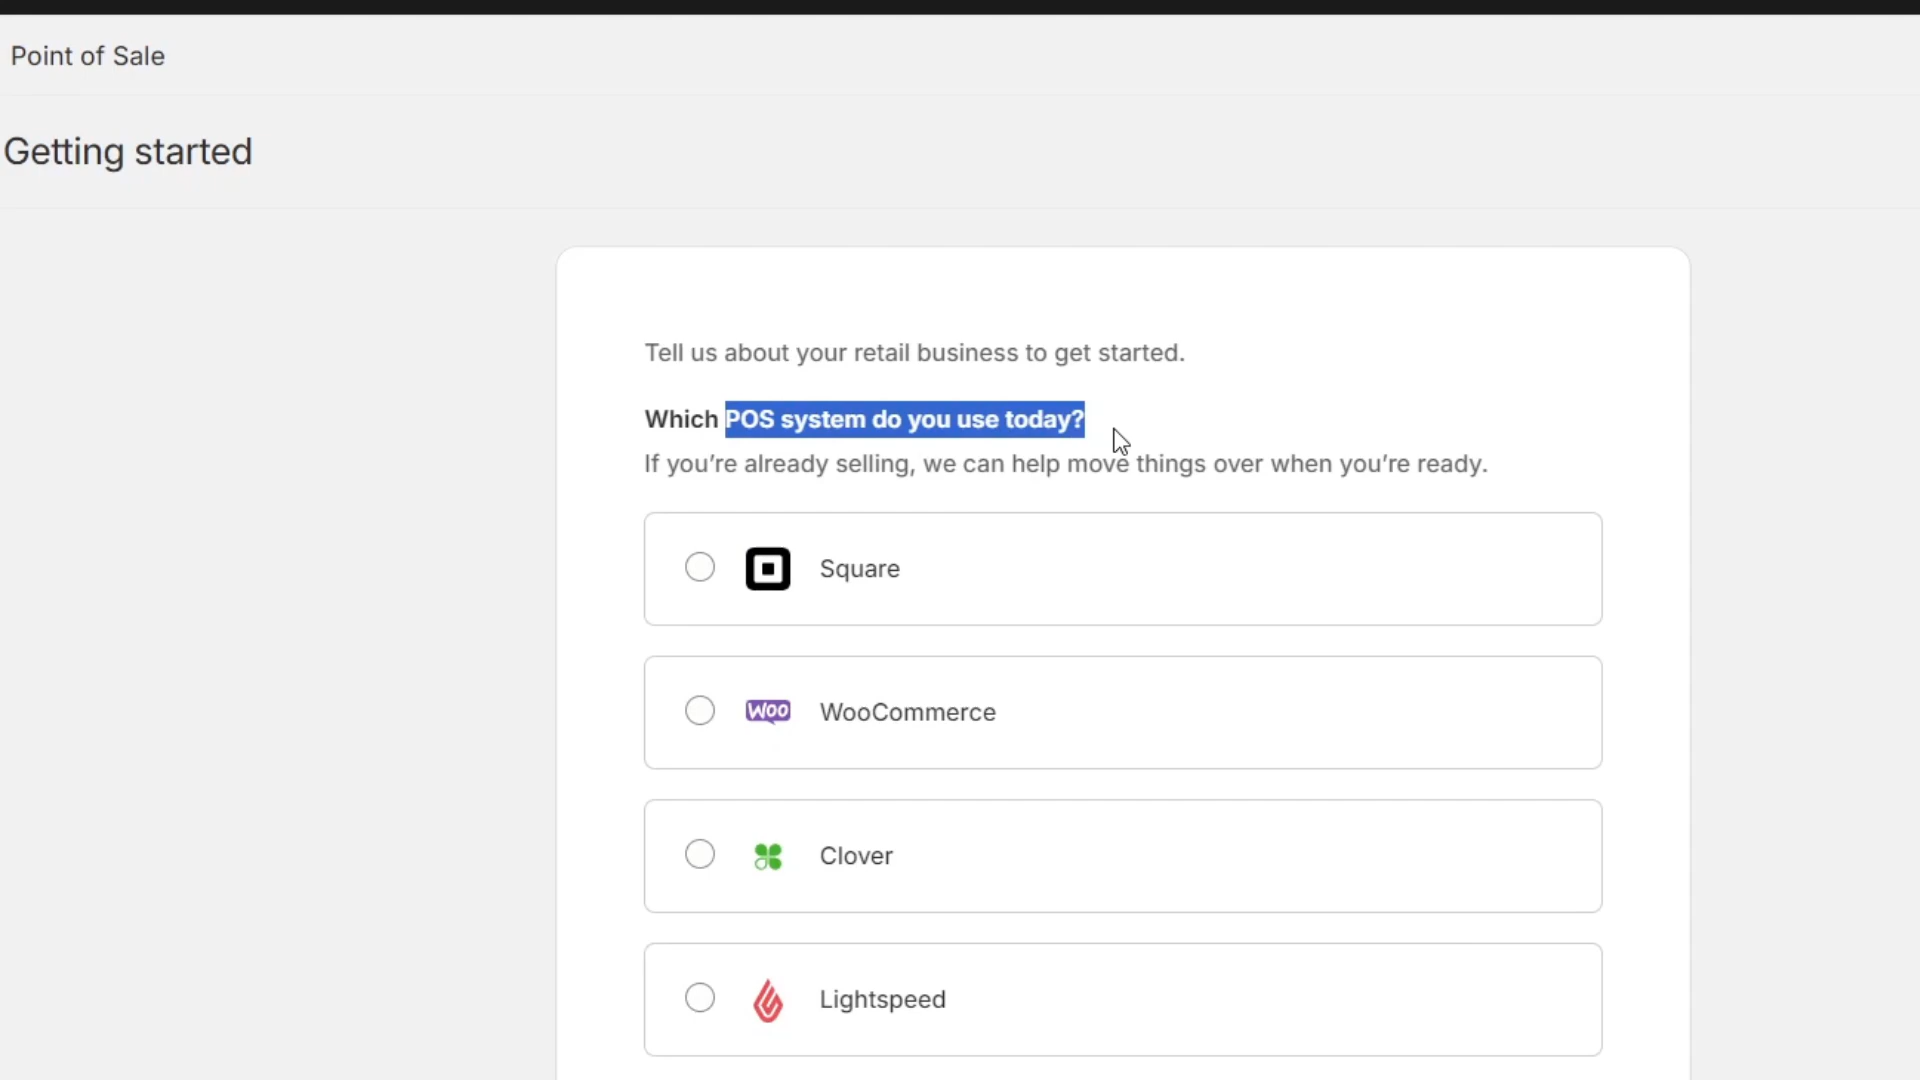 Point of Sale
Getting started
Tell us about your retail business to get started.
Which POS system do you use today?
If you’re already selling, we can help move things over when you’re ready.
Square
WOO WooCommerce
Clover
Lightspeed